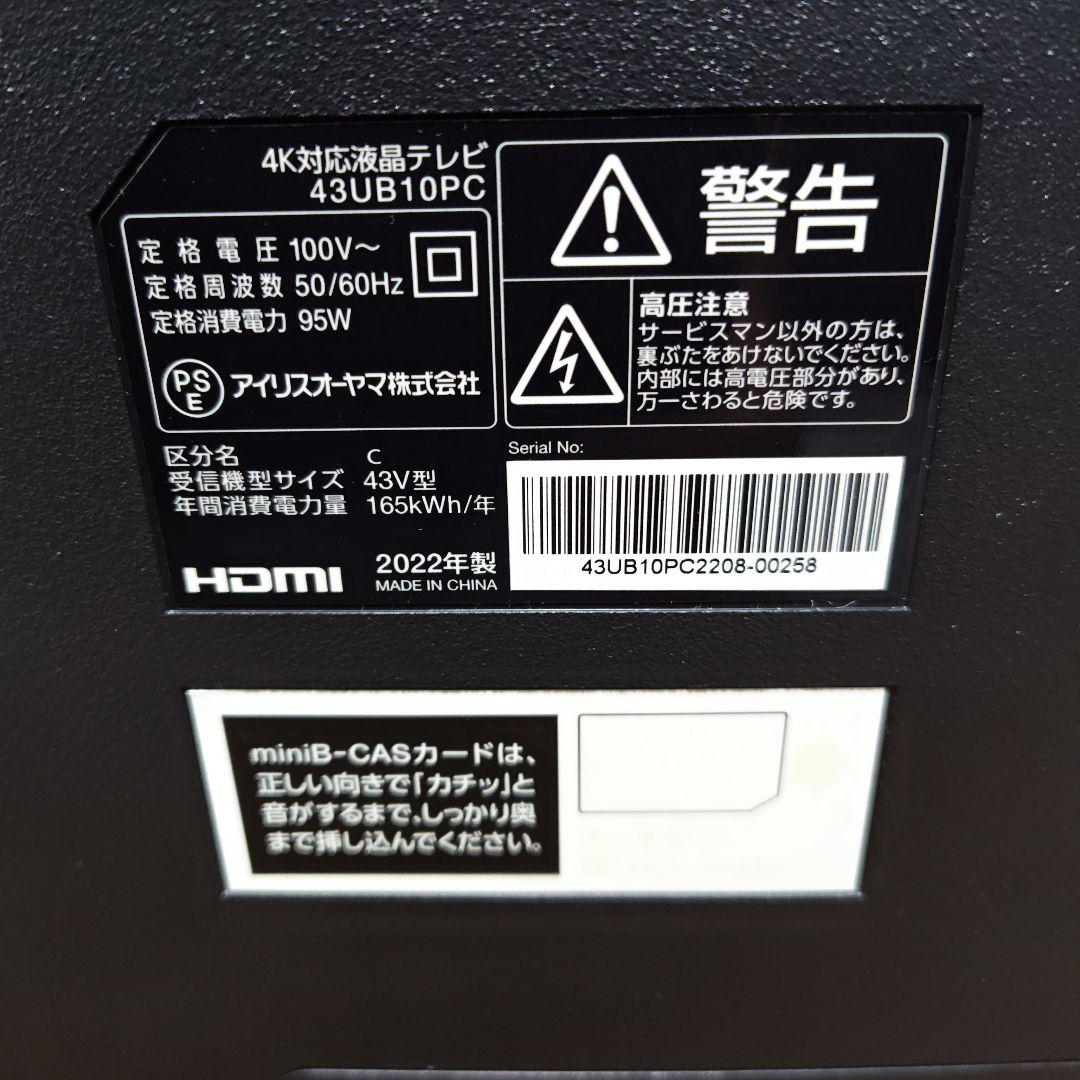 4K対応液晶テレビ
43UB10PC
定格電圧 100V～
定格周波数 50/60Hz
定格消費電力 95W
PS
E
アイリスオーヤマ株式会社
区分名 C
受信機型サイズ 43V型
年間消費電力量 165kWh/年
HDMI
2022年製
MADE IN CHINA
警告
高圧注意
サービスマン以外の方は、
裏ぶたをあけないでください。
内部には高電圧部分があり、
万一さわると危険です。
Serial No:
43UB10PC2208-00258
miniB-CASカードは、
正しい向きで「カチッ」と
音がするまで、しっかり奥
まで挿し込んでください。